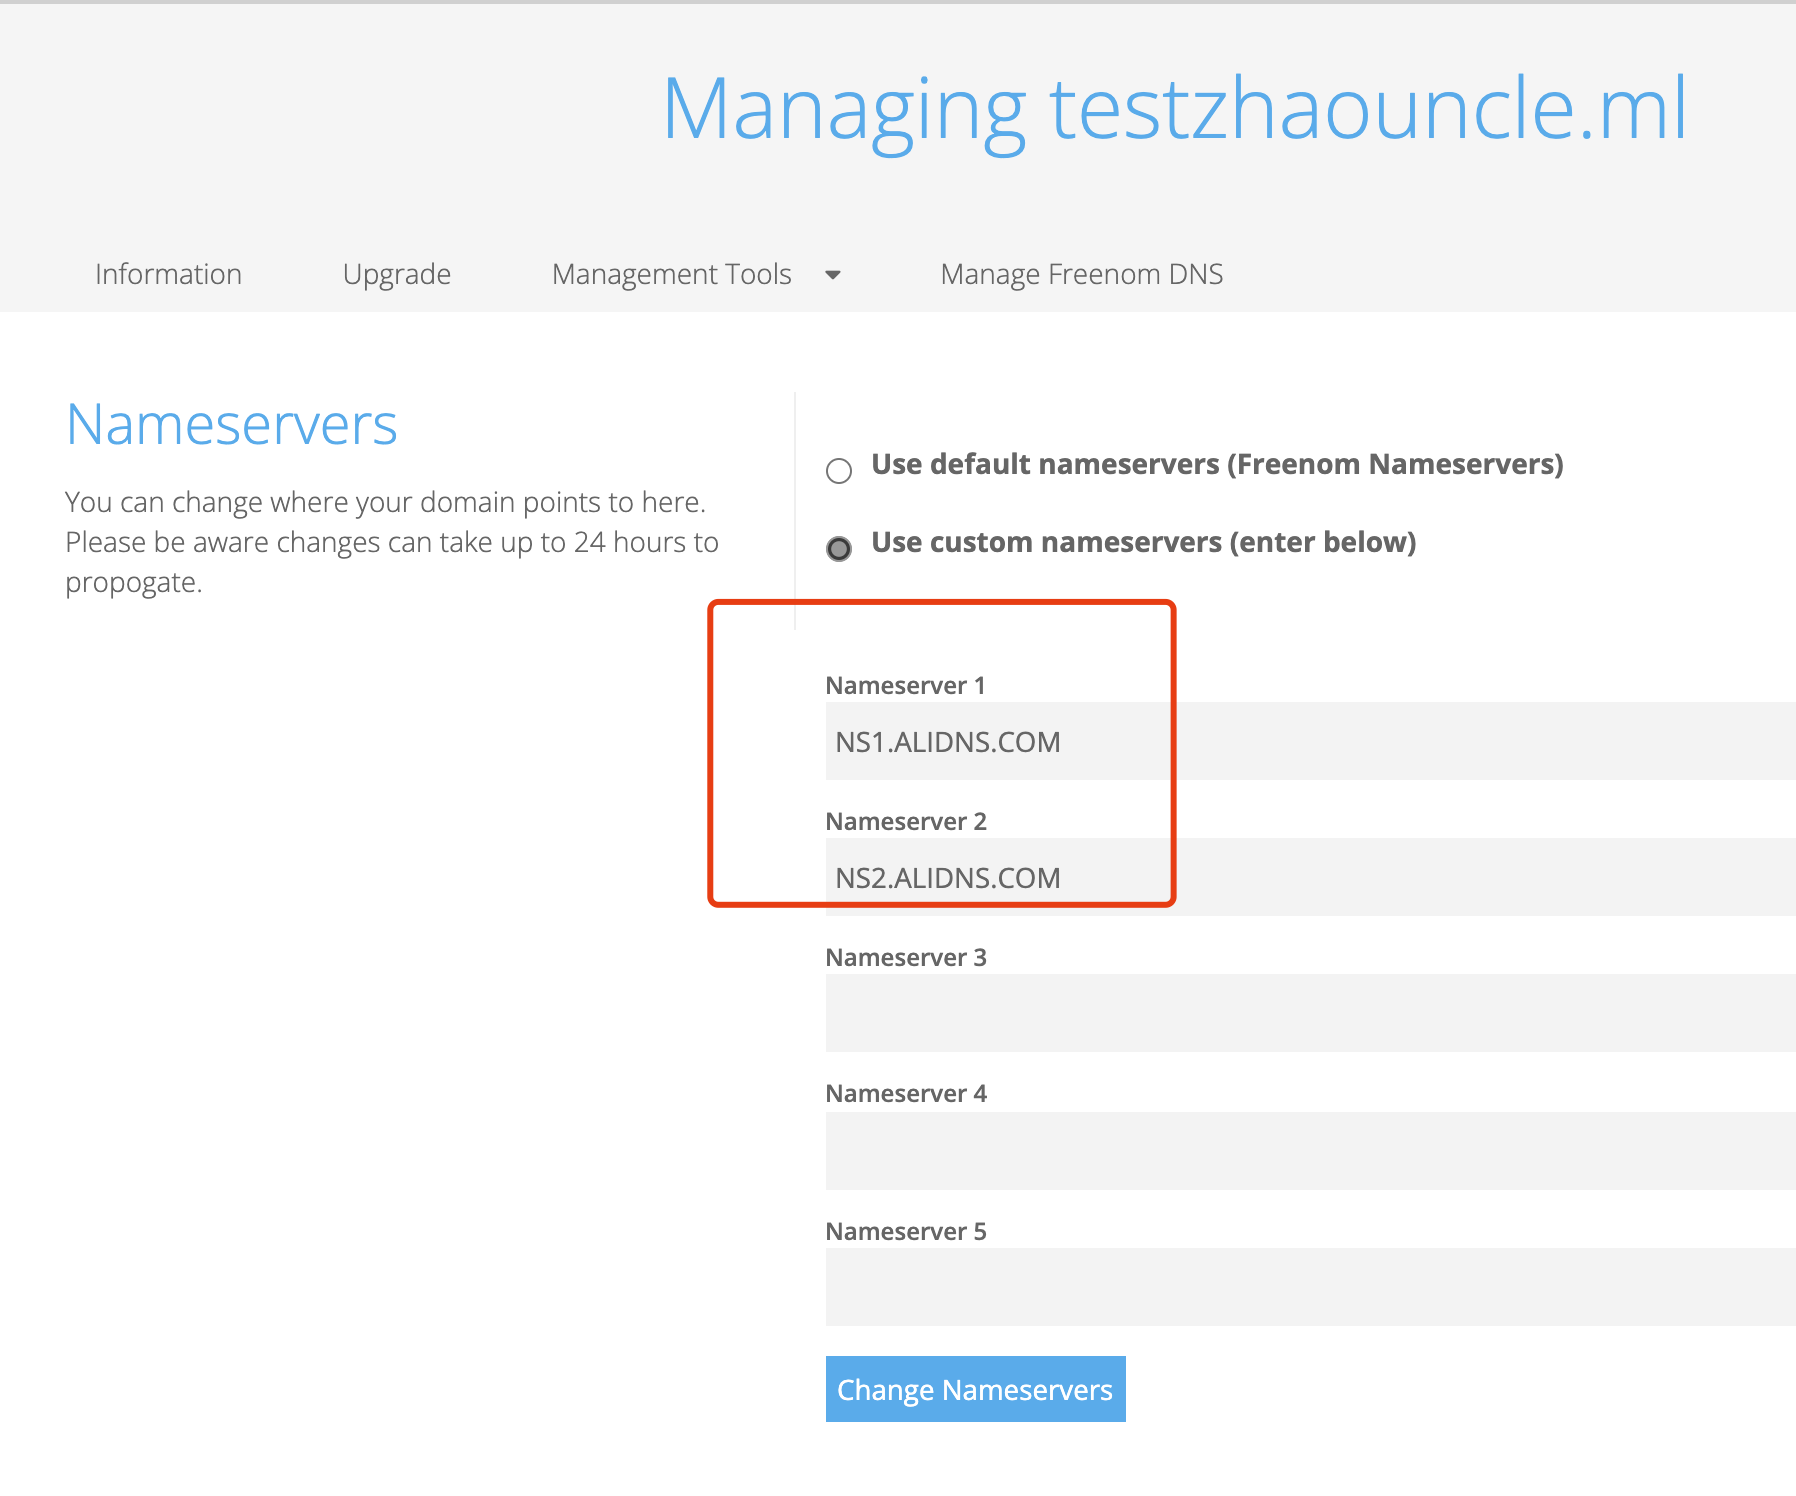 Managing testzhaouncle.ml
Information
Upgrade
Management Tools
Manage Freenom DNS
Nameservers
You can change where your domain points to here.
Please be aware changes can take up to 24 hours to
propogate.
Use default nameservers (Freenom Nameservers)
Use custom nameservers (enter below)
Nameserver 1
NS1.ALIDNS.COM
Nameserver 2
NS2.ALIDNS.COM
Nameserver 3
Nameserver 4
Nameserver 5
Change Nameservers